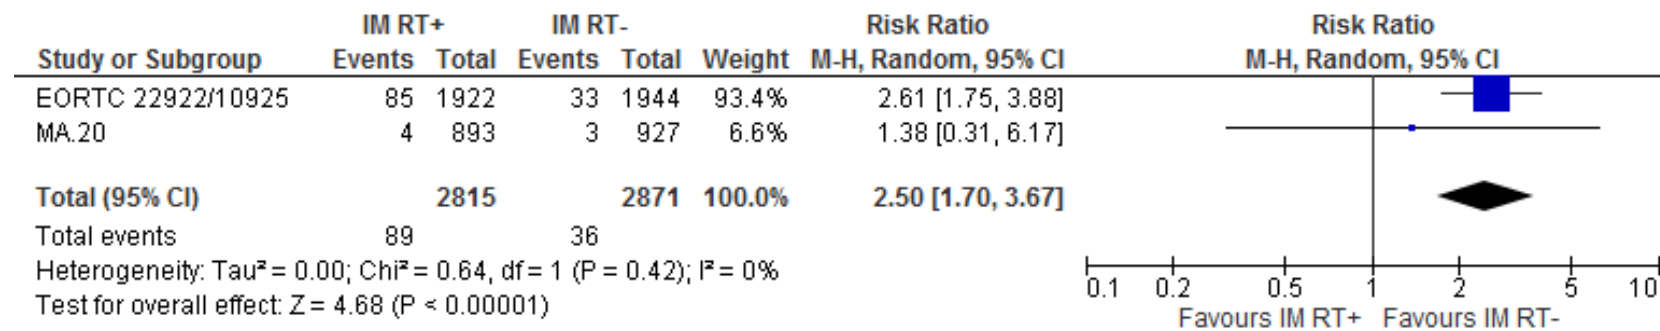 IM RT+ IM RT- Risk Ratio Risk Ratio
Study or Subgroup Events Total Events Total Weight M-H, Random, 95% CI M-H, Random, 95% CI
EORTC 22922/10925 85 1922 33 1944 93.4% 2.61 [1.75, 3.88]
MA.20 4 893 3 927 6.6% 1.38 [0.31, 6.17]
Total (95% CI) 2815 2871 100.0% 2.50 [1.70, 3.67]
Total events 89 36
Heterogeneity: Tau² = 0.00; Chi² = 0.64, df = 1 (P = 0.42); I² = 0%
Test for overall effect: Z = 4.68 (P < 0.00001)
0.1 0.2 0.5 1 2 5 10
Favours IM RT+ Favours IM RT-